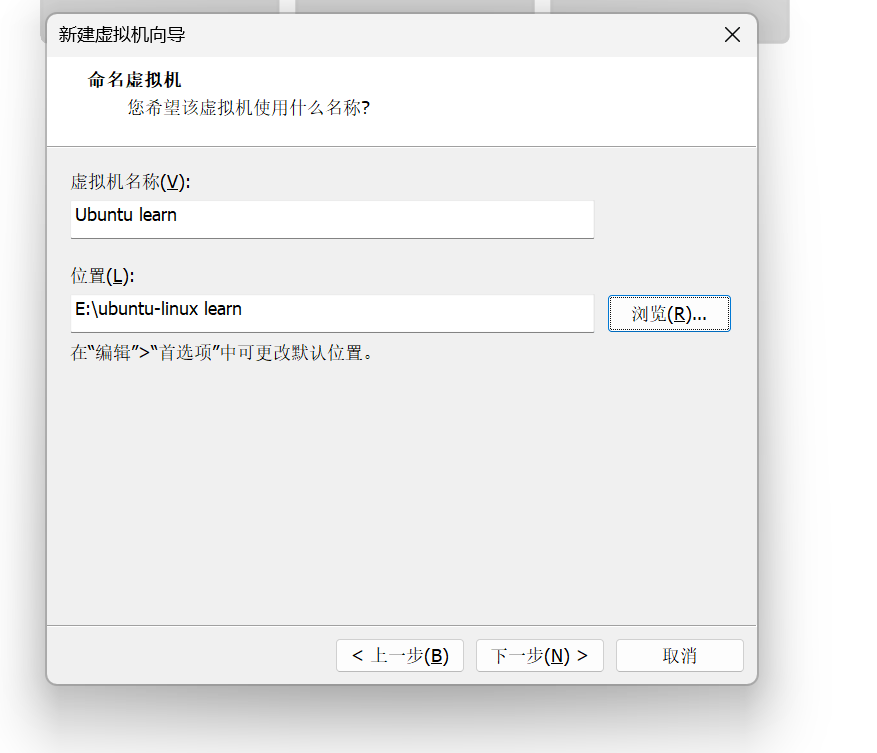 新建虚拟机向导
命名虚拟机
您希望该虚拟机使用什么名称?
虚拟机名称(V):
Ubuntu learn
位置(L):
E:\ubuntu-linux learn
浏览(R)...
在“编辑”>“首选项”中可更改默认位置。
< 上一步(B)
下一步(N) >
取消